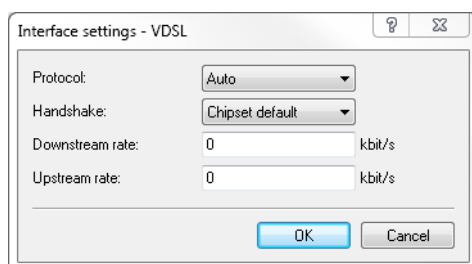 Interface settings - VDSL
Protocol: Auto
Handshake: Chipset default
Downstream rate: 0 kbit/s
Upstream rate: 0 kbit/s
OK Cancel